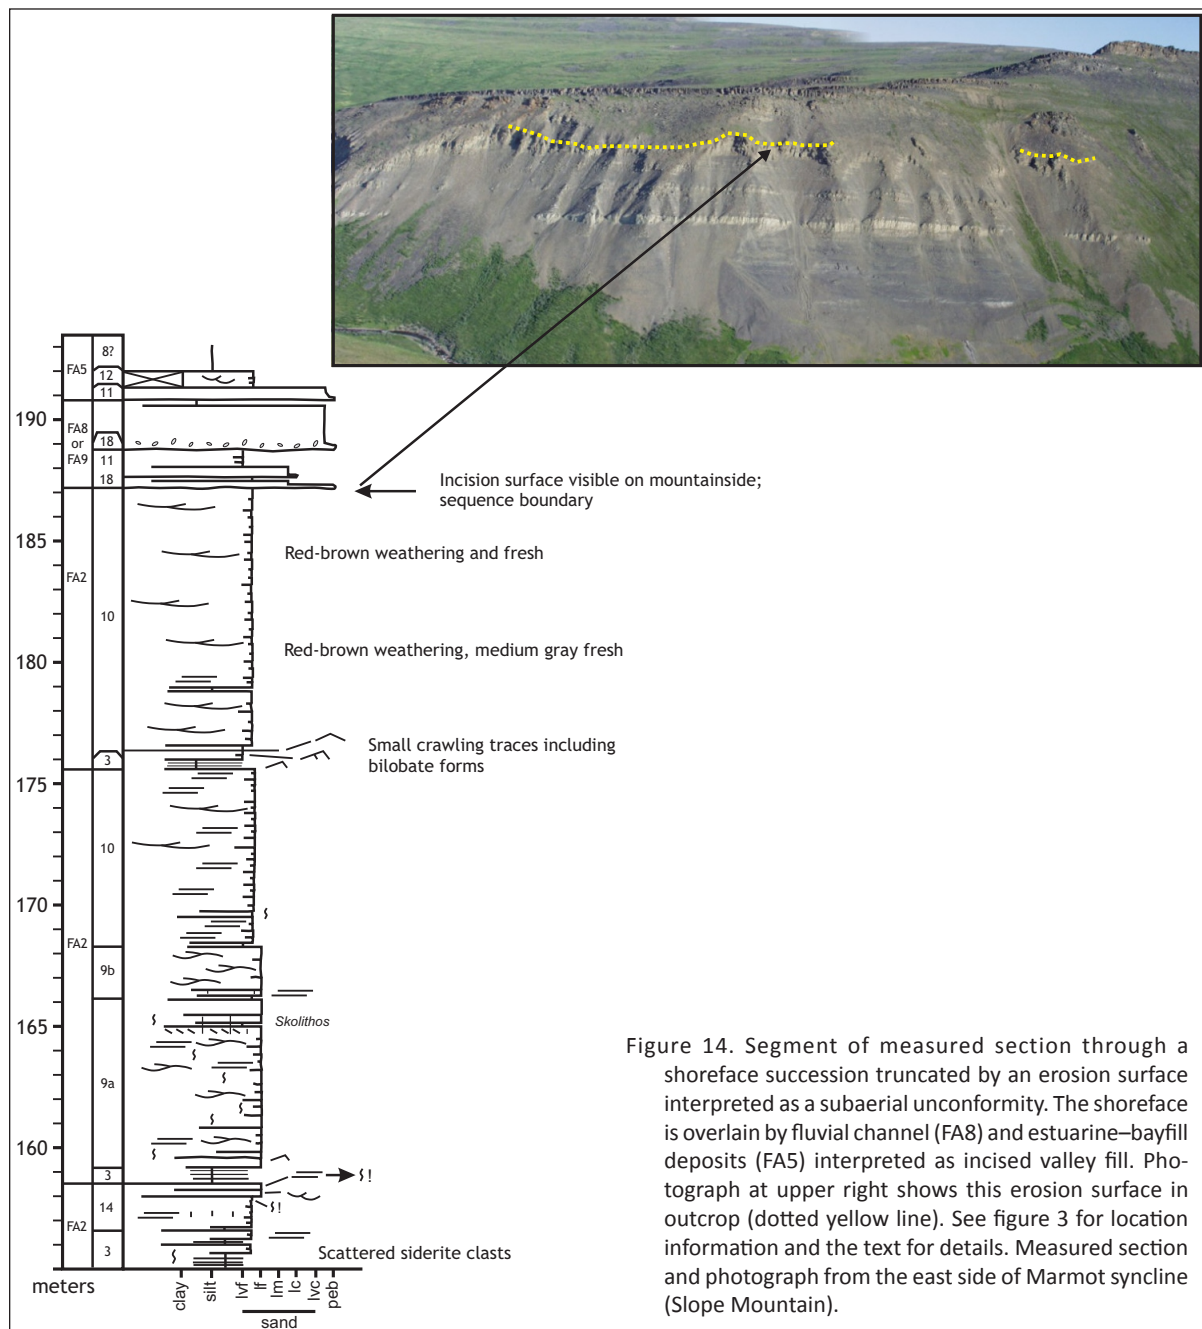 8?
FA5
12
11
190
FA8
or
FA9
18
11
18
Incision surface visible on mountainside;
sequence boundary
185
Red-brown weathering and fresh
FA2
10
180
Red-brown weathering, medium gray fresh
Small crawling traces including
bilobate forms
3
175
10
170
FA2
9b
165
Skolithos
9a
160
3
!
14
!
FA2
3
Scattered siderite clasts
meters
clay
silt
lvf
lf
lm
lc
lvc
peb
sand
Figure 14. Segment of measured section through a
shoreface succession truncated by an erosion surface
interpreted as a subaerial unconformity. The shoreface
is overlain by fluvial channel (FA8) and estuarine–bayfill
deposits (FA5) interpreted as incised valley fill. Pho-
tograph at upper right shows this erosion surface in
outcrop (dotted yellow line). See figure 3 for location
information and the text for details. Measured section
and photograph from the east side of Marmot syncline
(Slope Mountain).